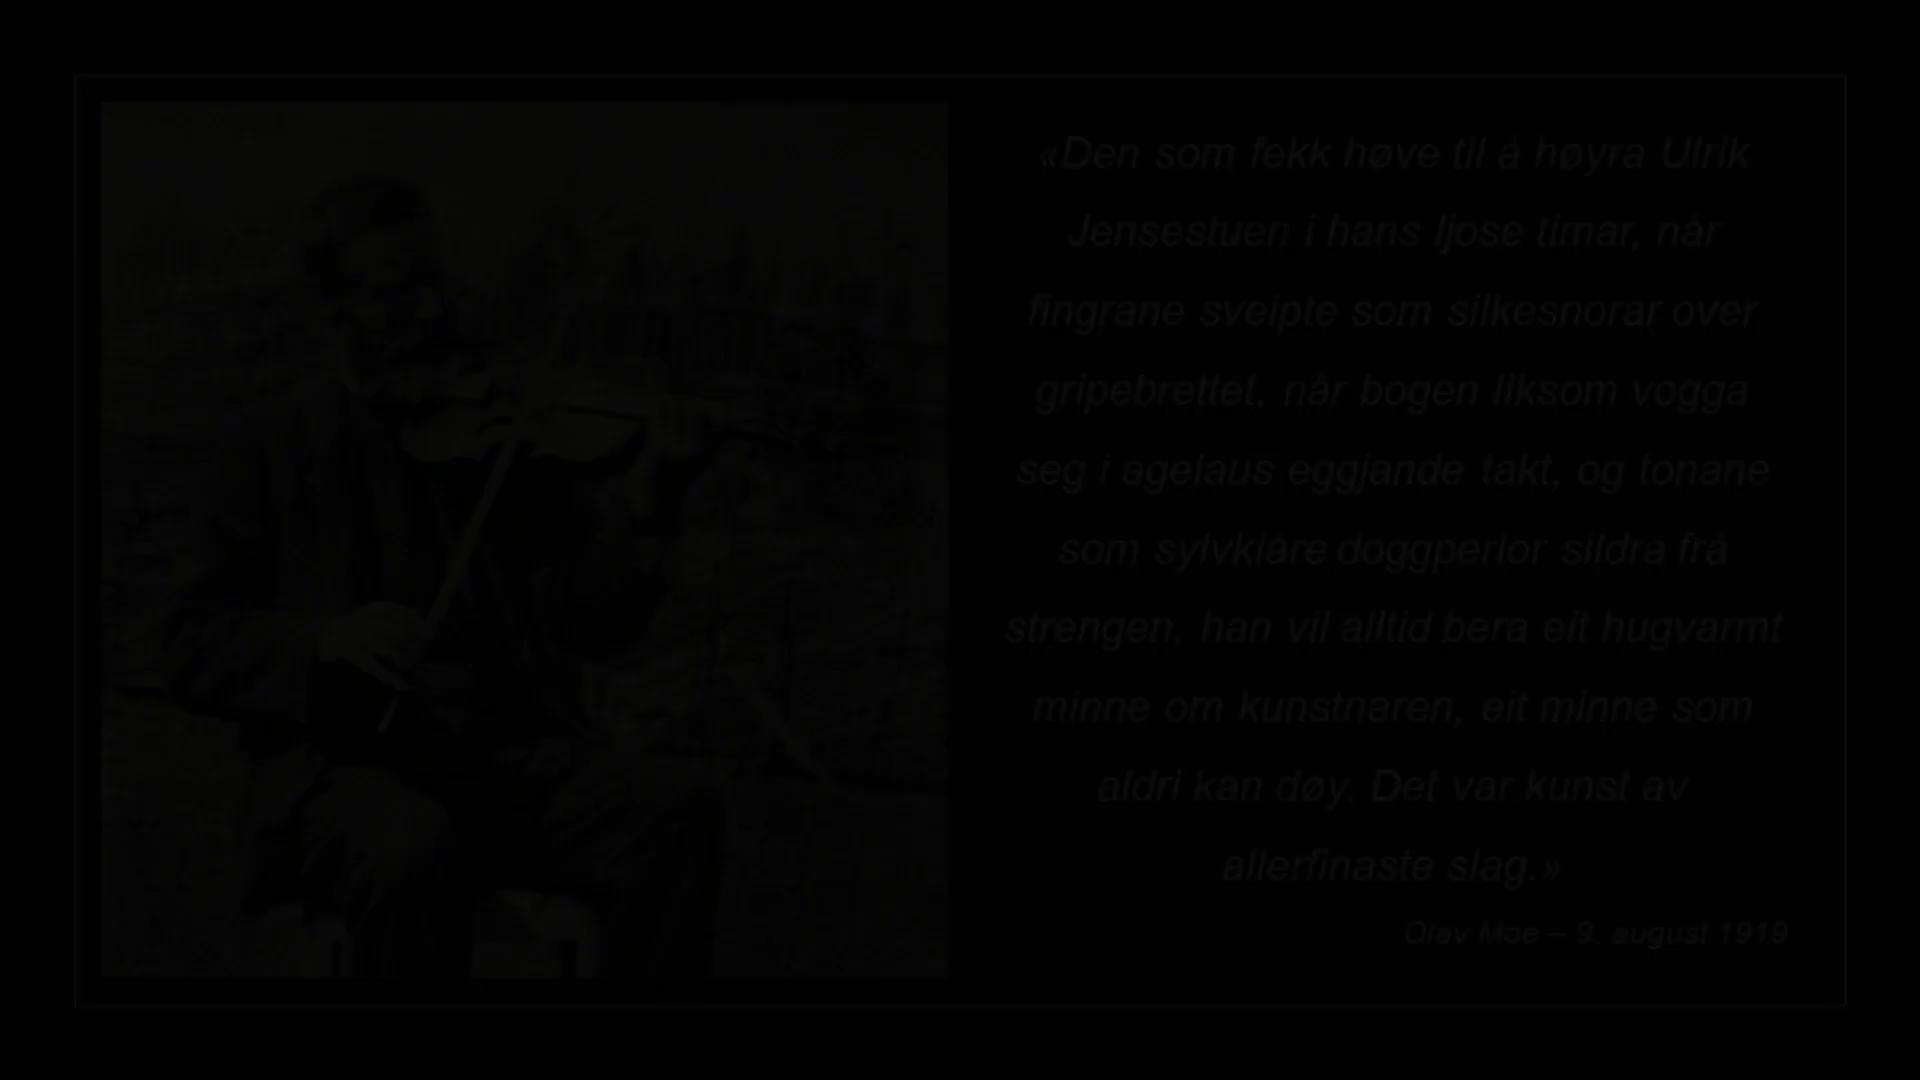 «Den som fekk høve til å høyra Ulrik
Jensestuen i hans ljose timar, når
fingrane sveipte som silkesnorar over
gripebrettet, når bogen liksom vogga
seg i agelaus eggjande takt, og tonane
som sylvklåre doggperlor sildra frå
strengen, han vil alltid bera eit hugvarmt
minne om kunstnaren, eit minne som
aldri kan døy. Det var kunst av
allerfinaste slag.»
Olav Moe – 9. august 1919